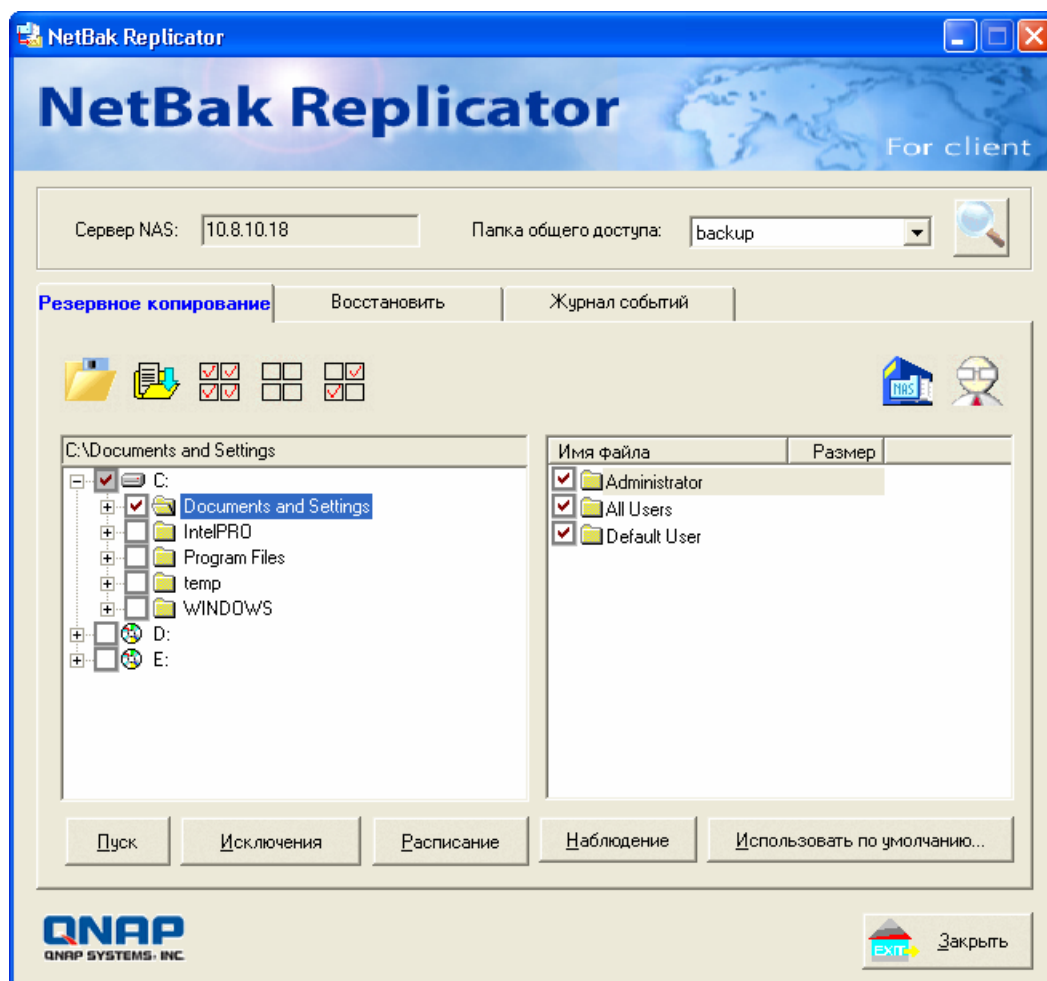 NetBak Replicator
NetBak Replicator
For client
Сервер NAS: 10.8.10.18 Папка общего доступа: backup
Резервное копирование Восстановить Журнал событий
NAS
C:\Documents and Settings
Имя файла Размер
C:
Documents and Settings
IntelPRO
Program Files
temp
WINDOWS
D:
E:
Administrator
All Users
Default User
Пуск Исключения Расписание Наблюдение Использовать по умолчанию...
QNAP
QNAP SYSTEMS, INC
EXIT
Закрыть